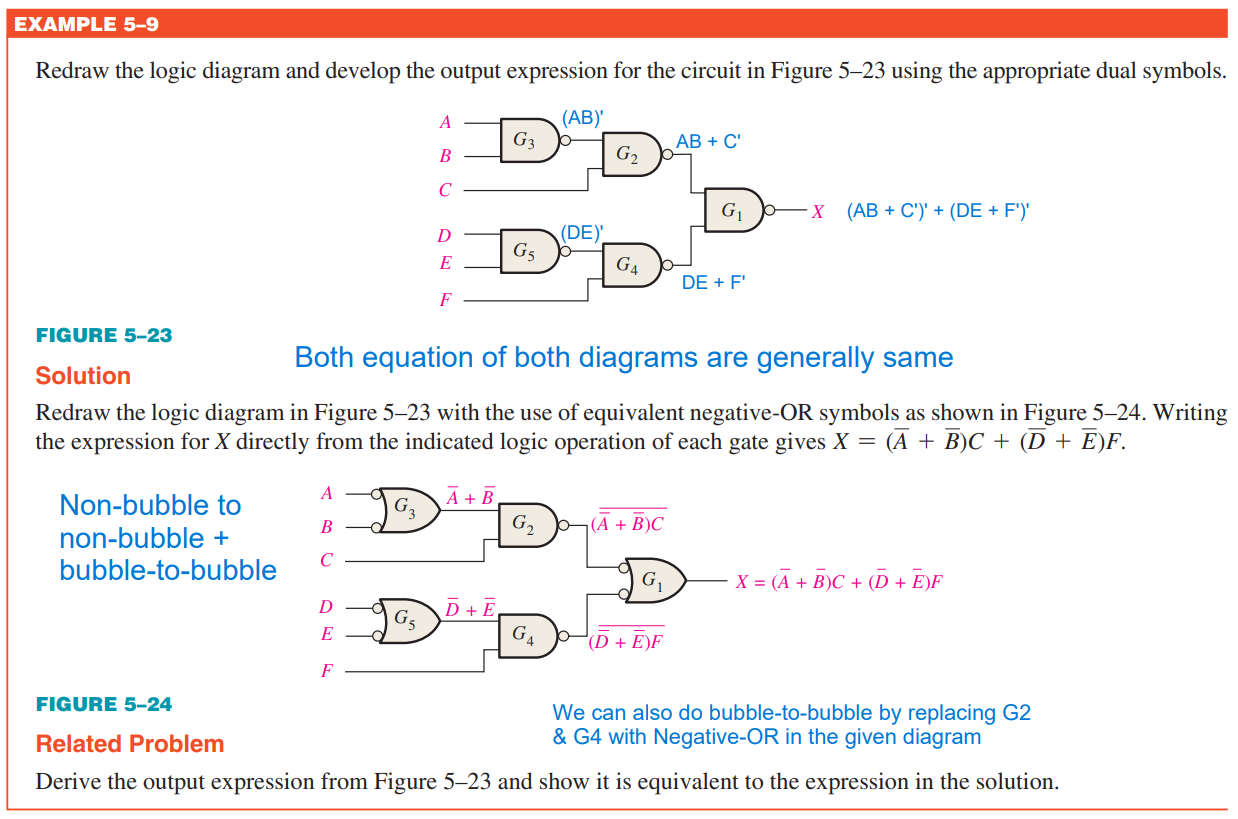 EXAMPLE 5–9
Redraw the logic diagram and develop the output expression for the circuit in Figure 5–23 using the appropriate dual symbols.
A
(AB)'
G₃
B
G₂
AB + C'
C
G₁
X
(AB + C')' + (DE + F')'
D
(DE)'
G₅
E
G₄
DE + F'
F
FIGURE 5–23
Both equation of both diagrams are generally same
Solution
Redraw the logic diagram in Figure 5–23 with the use of equivalent negative-OR symbols as shown in Figure 5–24. Writing
the expression for X directly from the indicated logic operation of each gate gives X = (A̅ + B̅)C + (D̅ + E̅)F.
Non-bubble to
non-bubble +
bubble-to-bubble
A
G₃
A̅ + B̅
B
G₂
(A̅ + B̅)C̅
C
G₁
X = (A̅ + B̅)C + (D̅ + E̅)F
D
G₅
D̅ + E̅
E
G₄
(D̅ + E̅)F̅
F
FIGURE 5–24
We can also do bubble-to-bubble by replacing G2
& G4 with Negative-OR in the given diagram
Related Problem
Derive the output expression from Figure 5–23 and show it is equivalent to the expression in the solution.